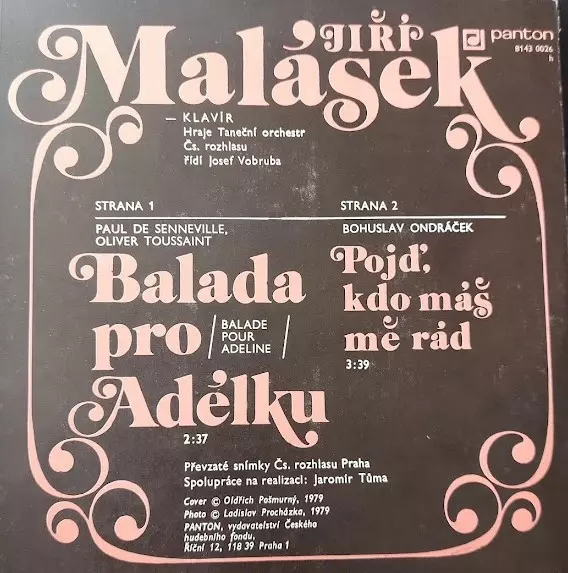 JIŘÍ
Malásek
panton
8143 0026
h
— KLAVÍR
Hraje Taneční orchestr
Čs. rozhlasu
řídí Josef Vobruba
STRANA 1
PAUL DE SENNEVILLE,
OLIVER TOUSSAINT
Balada
pro
/ BALADE
POUR
ADELINE /
Adélku
2:37
STRANA 2
BOHUSLAV ONDRÁČEK
Pojď,
kdo máš
mě rád
3:39
Převzaté snímky Čs. rozhlasu Praha
Spolupráce na realizaci: Jaromír Tůma
Cover © Oldřich Pošmurný, 1979
Photo © Ladislav Procházka, 1979
PANTON, vydavatelství Českého
hudebního fondu,
Říční 12, 118 39 Praha 1